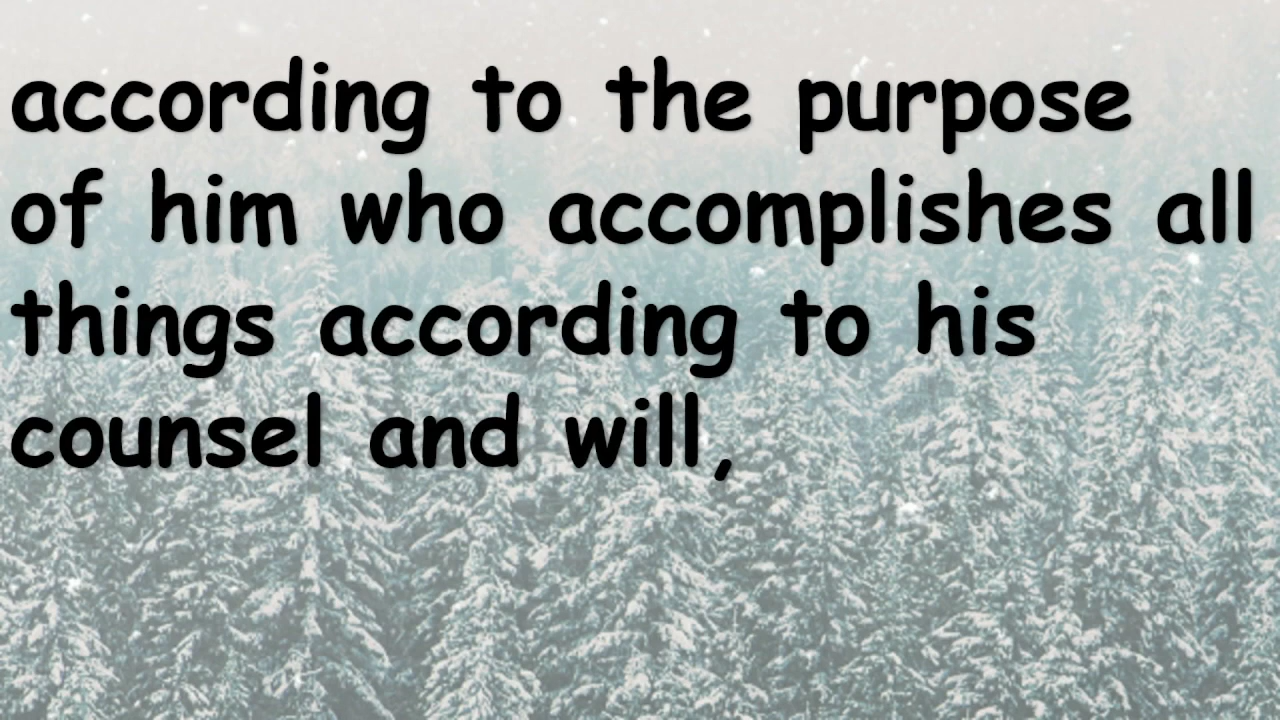 according to the purpose
of him who accomplishes all
things according to his
counsel and will,